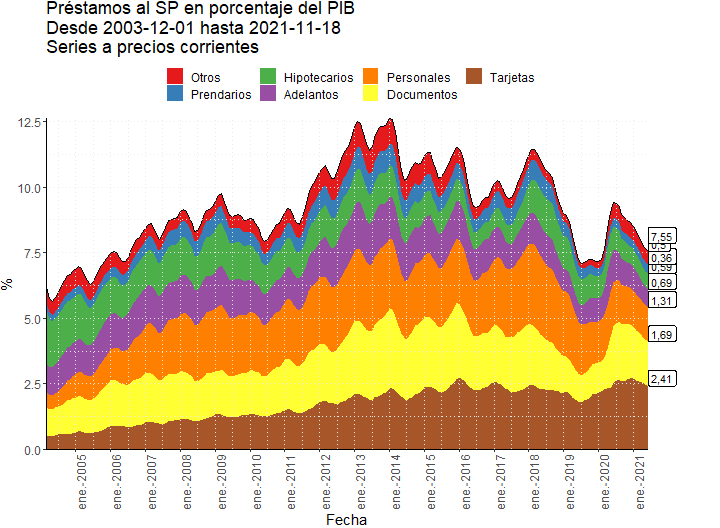 Préstamos al SP en porcentaje del PIB
Desde 2003-12-01 hasta 2021-11-18
Series a precios corrientes
Otros Hipotecarios Personales Tarjetas
Prendarios Adelantos Documentos
12.5
10.0
7.5
5.0
2.5
0.0
%
7,55
0,36
0,59
0,69
1,31
1,69
2,41
ene.-2005
ene.-2006
ene.-2007
ene.-2008
ene.-2009
ene.-2010
ene.-2011
ene.-2012
ene.-2013
ene.-2014
ene.-2015
ene.-2016
ene.-2017
ene.-2018
ene.-2019
ene.-2020
ene.-2021
Fecha